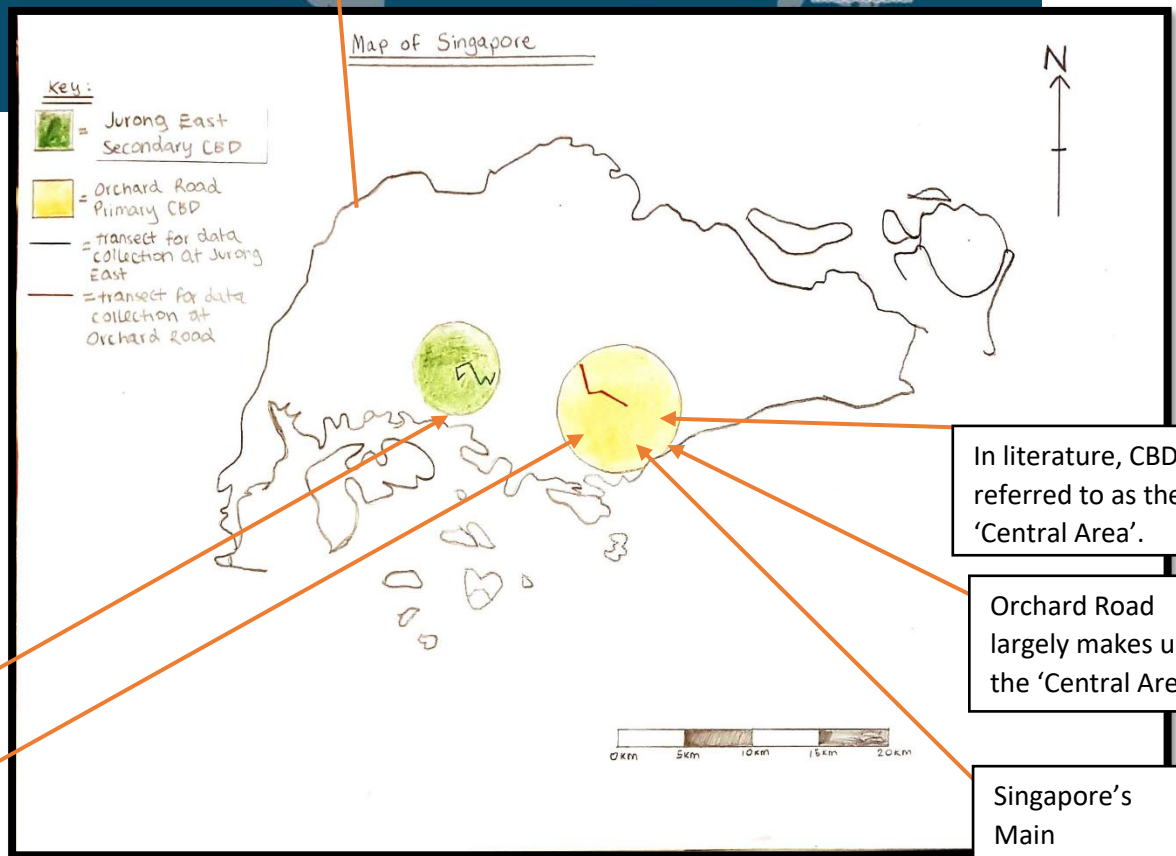 Map of Singapore
N
Key:
= Jurong East
Secondary CBD
= Orchard Road
Primary CBD
= transect for data
collection at Jurong
East
= transect for data
collection at
Orchard Road
In literature, CBD
referred to as the
‘Central Area’.
Orchard Road
largely makes u
the ‘Central Are
0km 5km 10km 15km 20km
Singapore’s
Main